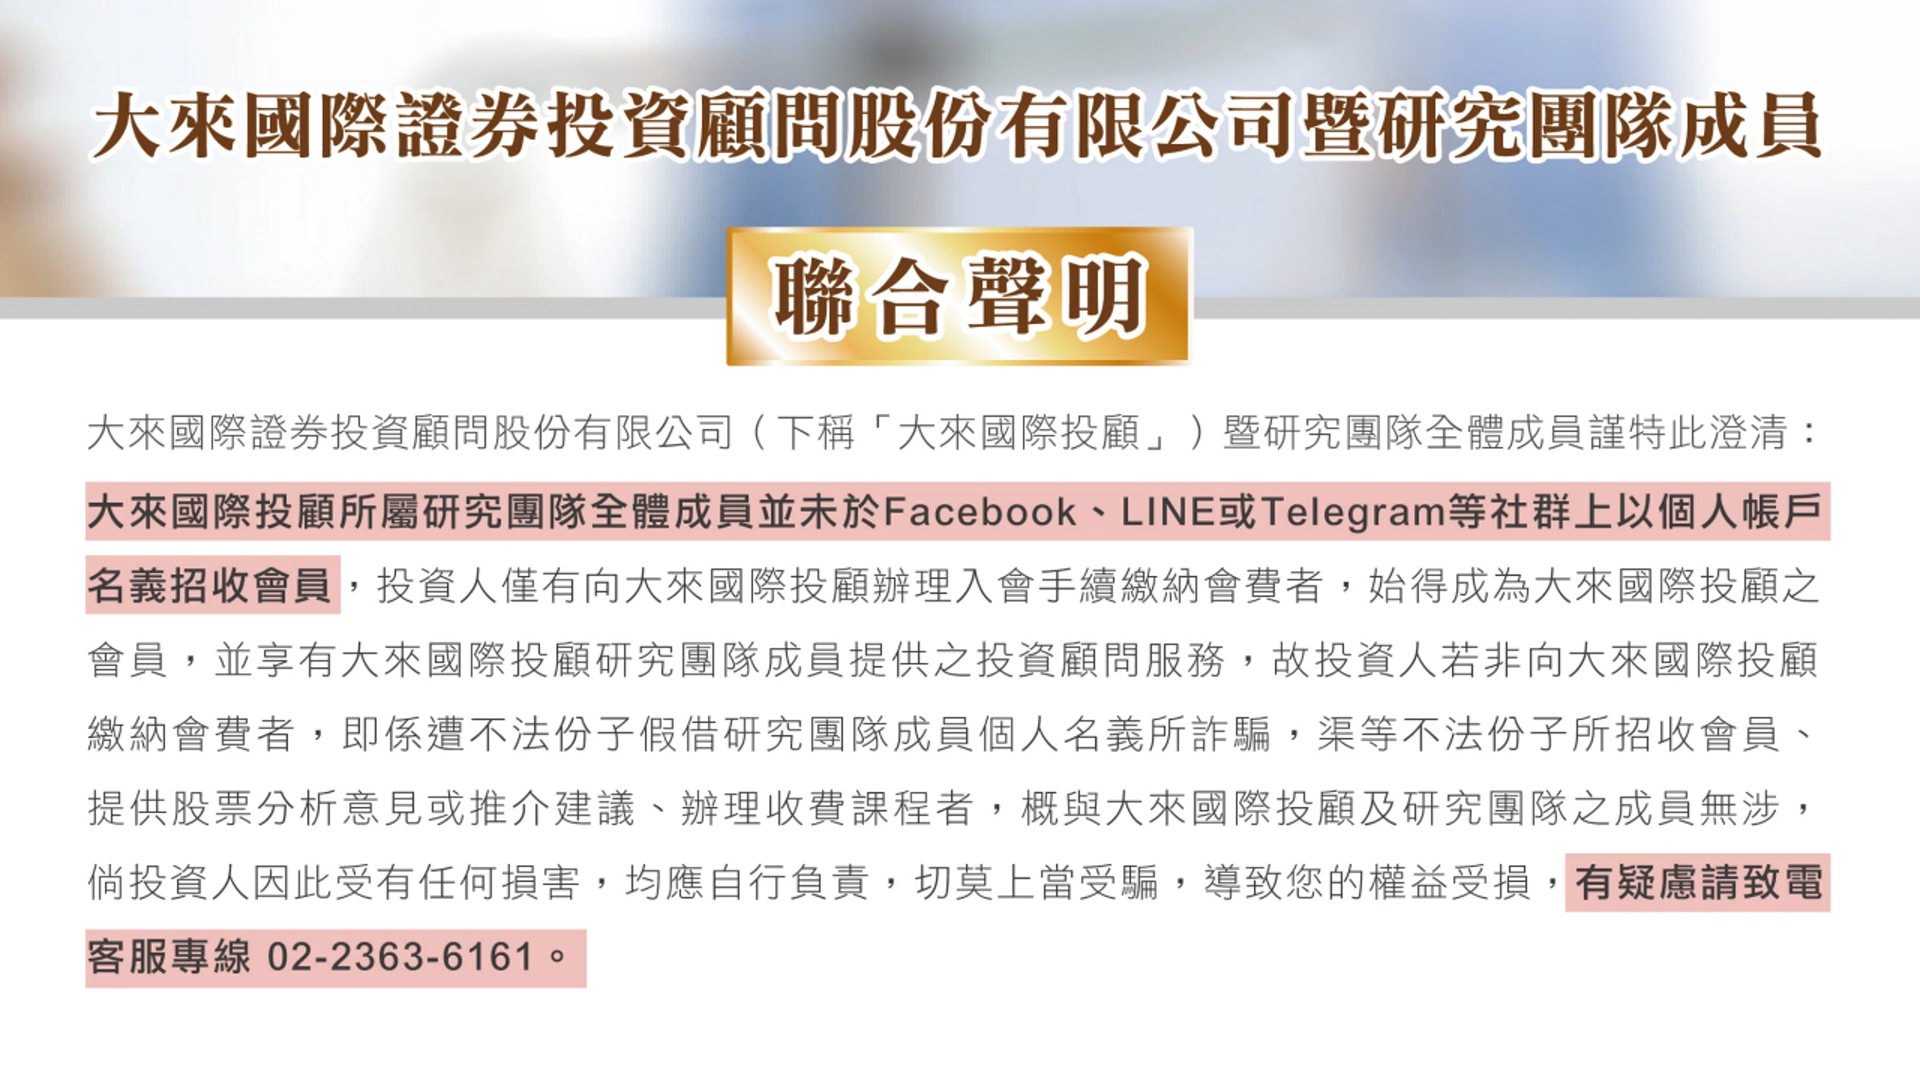 大來國際證券投資顧問股份有限公司暨研究團隊成員
聯合聲明
大來國際證券投資顧問股份有限公司（下稱「大來國際投顧」）暨研究團隊全體成員謹特此澄清：
大來國際投顧所屬研究團隊全體成員並未於Facebook、LINE或Telegram等社群上以個人帳戶
名義招收會員，投資人僅有向大來國際投顧辦理入會手續繳納會費者，始得成為大來國際投顧之
會員，並享有大來國際投顧研究團隊成員提供之投資顧問服務，故投資人若非向大來國際投顧
繳納會費者，即係遭不法份子假借研究團隊成員個人名義所詐騙，渠等不法份子所招收會員、
提供股票分析意見或推介建議、辦理收費課程者，概與大來國際投顧及研究團隊之成員無涉，
倘投資人因此受有任何損害，均應自行負責，切莫上當受騙，導致您的權益受損，有疑慮請致電
客服專線 02-2363-6161。